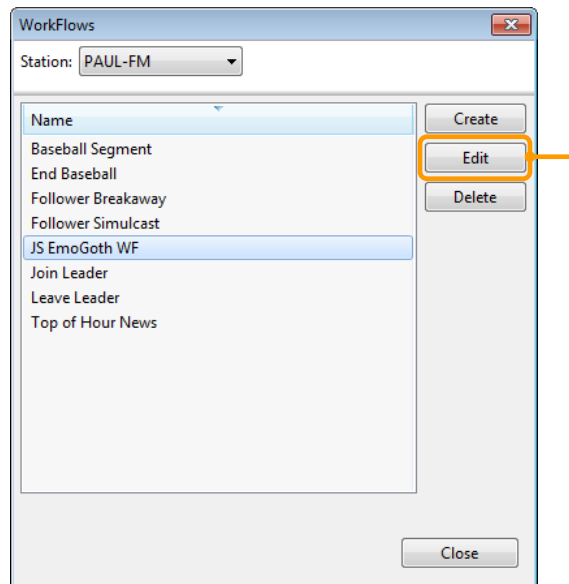 WorkFlows
Station: PAUL-FM
Name
Create
Baseball Segment
Edit
End Baseball
Follower Breakaway
Delete
Follower Simulcast
JS EmoGoth WF
Join Leader
Leave Leader
Top of Hour News
Close